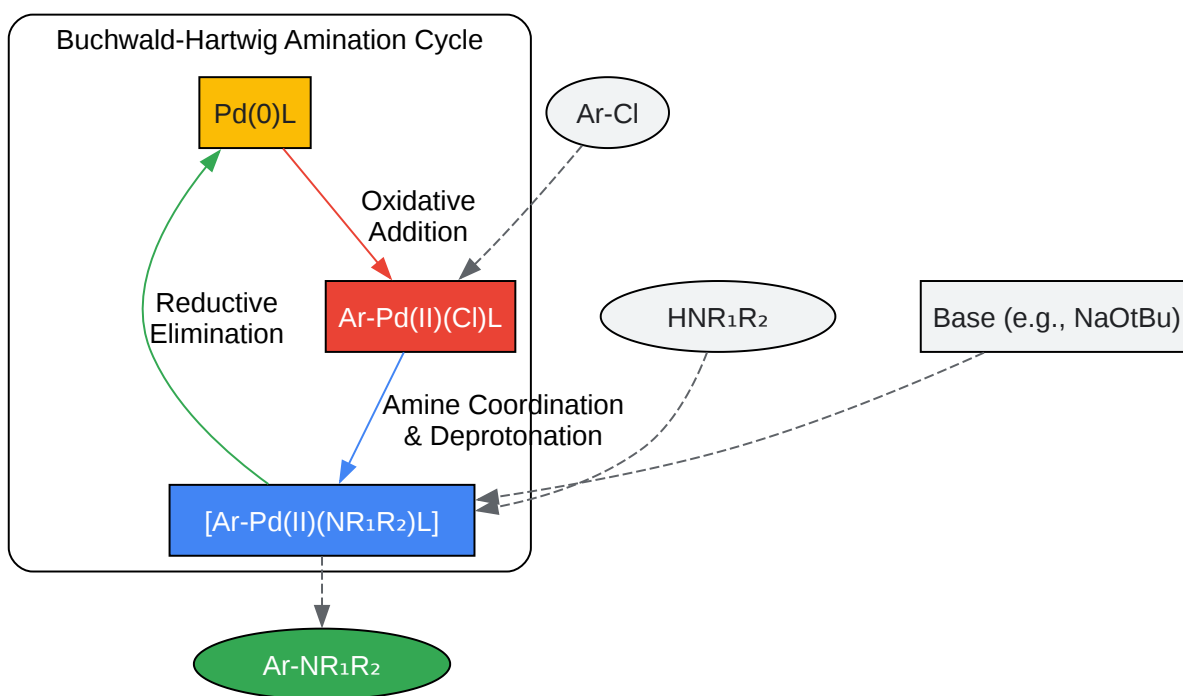 Buchwald-Hartwig Amination Cycle
Pd(0)L
Ar-Cl
Oxidative
Addition
Reductive
Elimination
Ar-Pd(II)(Cl)L
HNR₁R₂
Base (e.g., NaOtBu)
Amine Coordination
& Deprotonation
[Ar-Pd(II)(NR₁R₂)L]
Ar-NR₁R₂